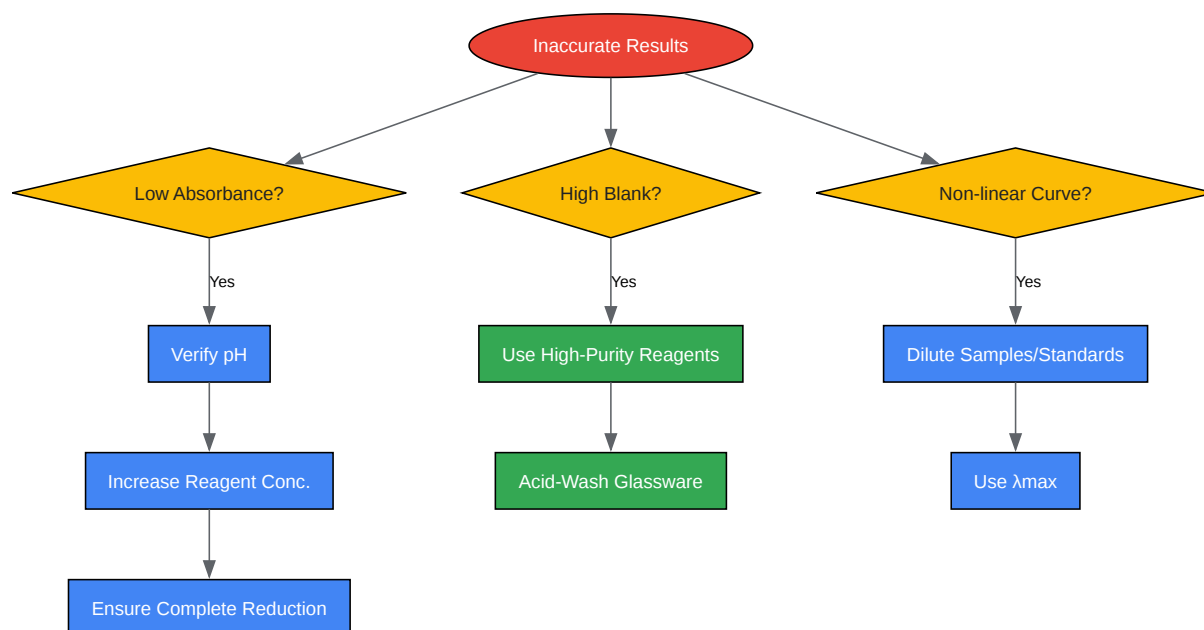 Inaccurate Results
Low Absorbance?
High Blank?
Non-linear Curve?
Yes
Yes
Yes
Verify pH
Use High-Purity Reagents
Dilute Samples/Standards
Increase Reagent Conc.
Acid-Wash Glassware
Use λmax
Ensure Complete Reduction